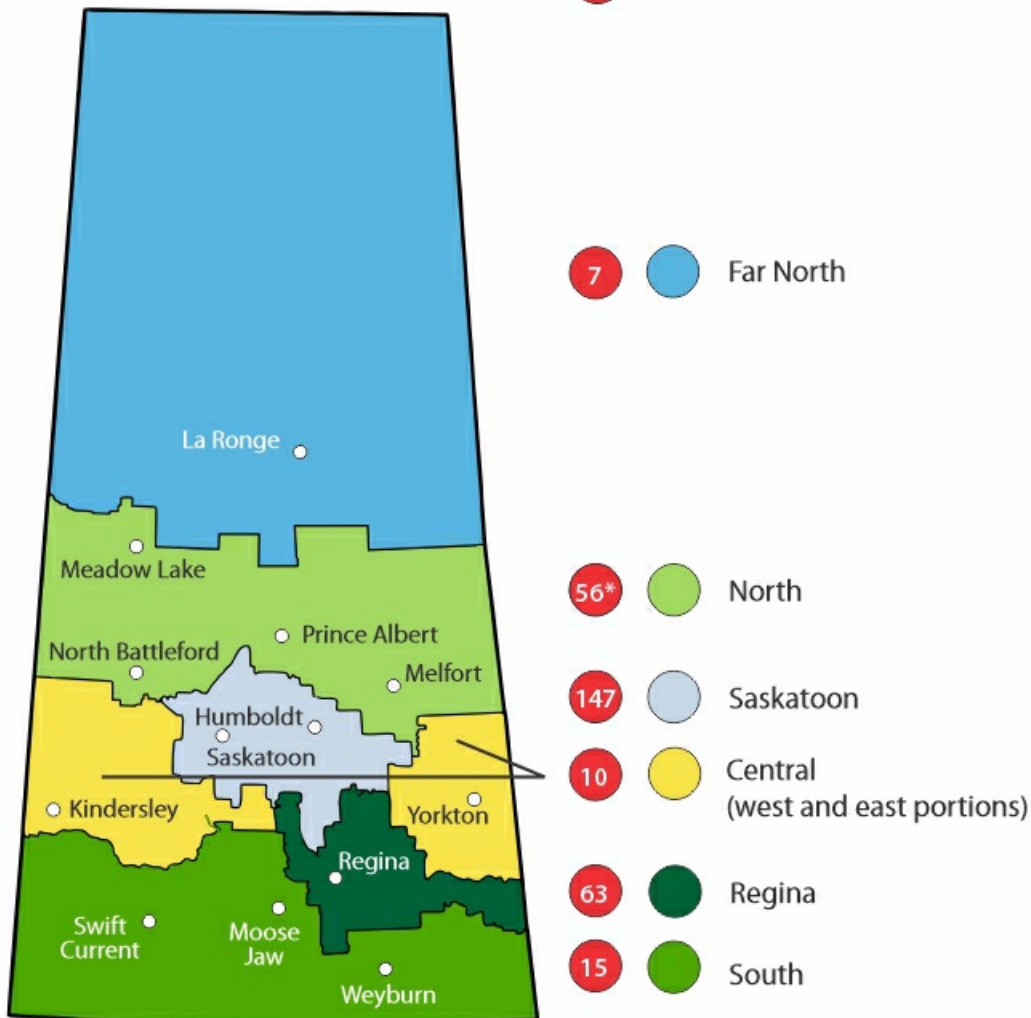 7 Far North
La Ronge
Meadow Lake
56* North
Prince Albert
North Battleford
Melfort
147 Saskatoon
Humboldt
Saskatoon
10 Central
(west and east portions)
Kindersley
Yorkton
Regina
63 Regina
Swift
Current
Moose
Jaw
15 South
Weyburn